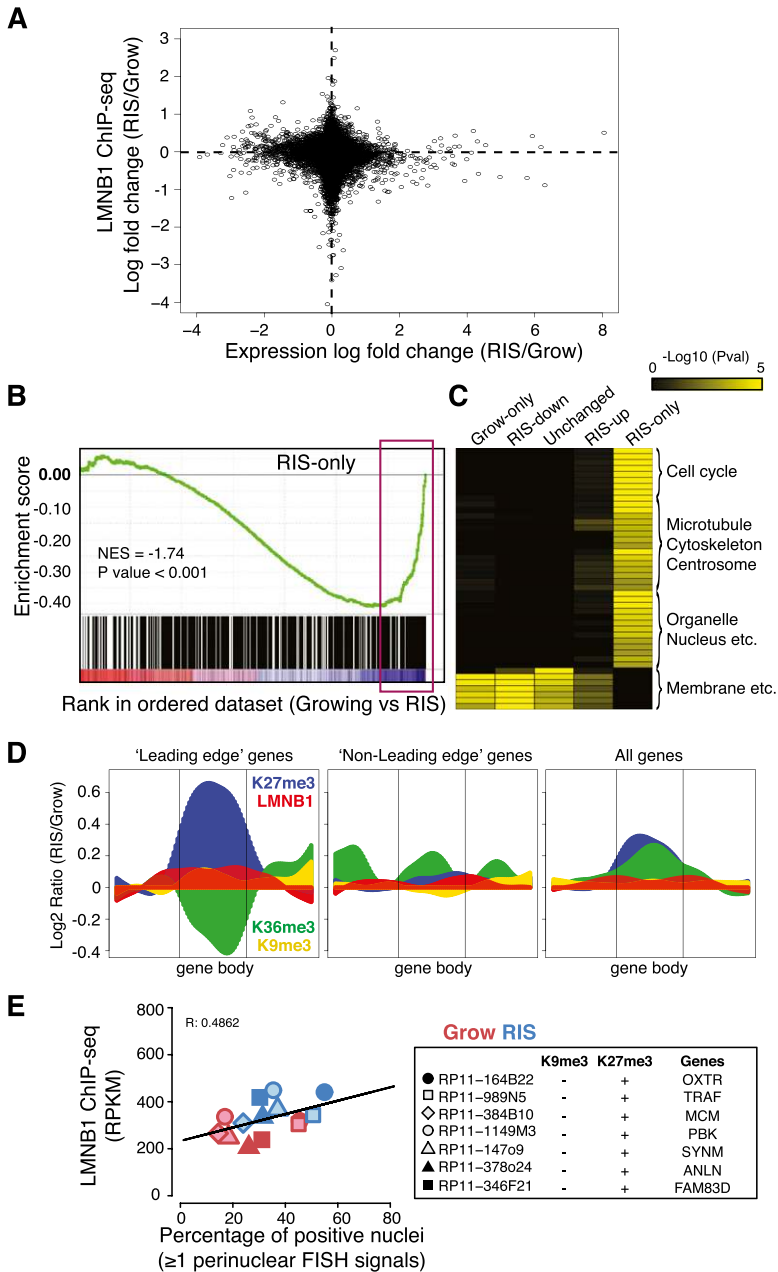 A
LMNB1 ChIP-seq
Log fold change (RIS/Grow)
3
2
1
0
−1
−2
−3
−4
−4
−2
0
2
4
6
8
Expression log fold change (RIS/Grow)
B
RIS-only
Enrichment score
0.00
-0.10
-0.20
-0.30
-0.40
NES = -1.74
P value < 0.001
Rank in ordered dataset (Growing vs RIS)
C
-Log10 (Pval)
0
5
Grow-only
RIS-down
Unchanged
RIS-up
RIS-only
Cell cycle
Microtubule
Cytoskeleton
Centrosome
Organelle
Nucleus etc.
Membrane etc.
D
‘Leading edge’ genes
‘Non-Leading edge’ genes
All genes
Log2 Ratio (RIS/Grow)
0.6
0.4
0.2
0
-0.2
-0.4
K27me3
LMNB1
K36me3
K9me3
gene body
gene body
gene body
E
LMNB1 ChIP-seq
(RPKM)
800
600
400
200
0
R: 0.4862
0
20
40
60
80
Percentage of positive nuclei
(≥1 perinuclear FISH signals)
Grow RIS
K9me3 K27me3 Genes
RP11−164B22 - + OXTR
RP11−989N5 - + TRAF
RP11−384B10 - + MCM
RP11−1149M3 - + PBK
RP11−147o9 - + SYNM
RP11−378o24 - + ANLN
RP11−346F21 - + FAM83D